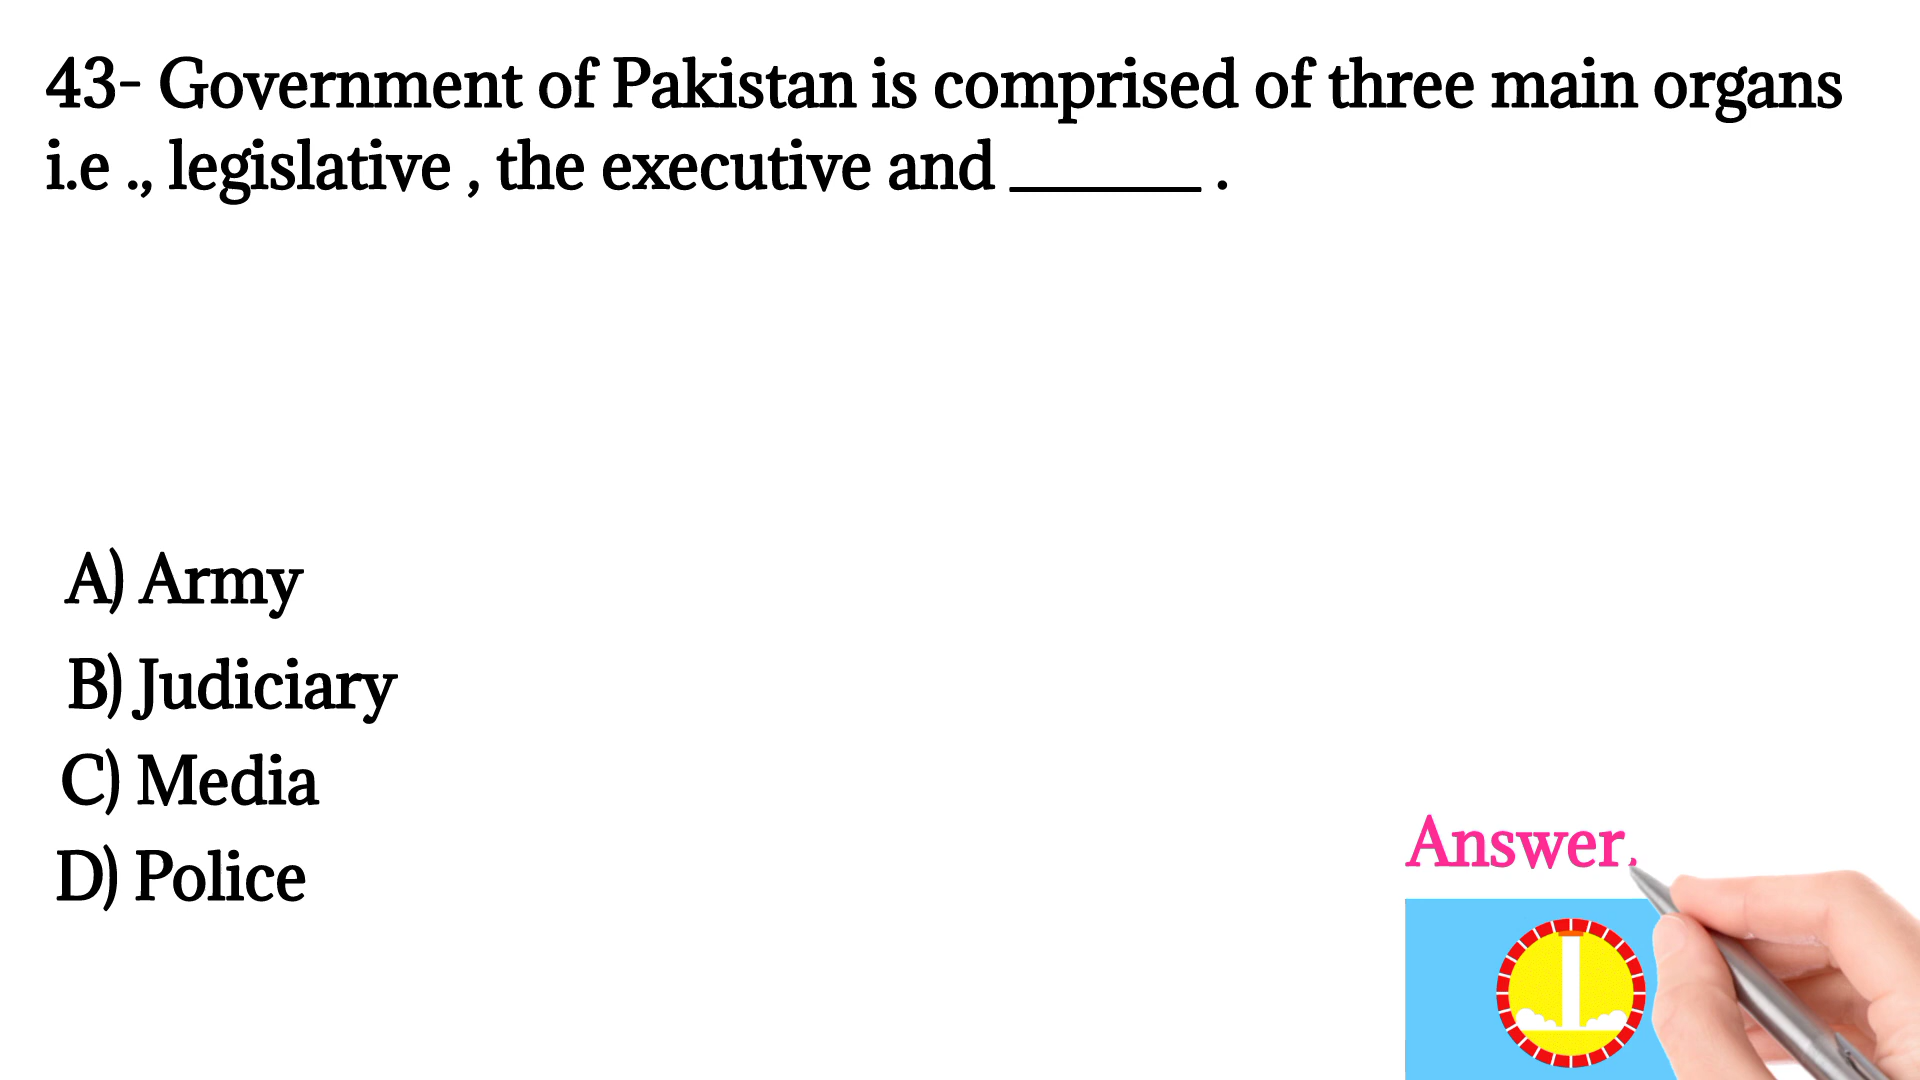 43- Government of Pakistan is comprised of three main organs
i.e ., legislative , the executive and ______ .
A) Army
B) Judiciary
C) Media
D) Police
Answer.